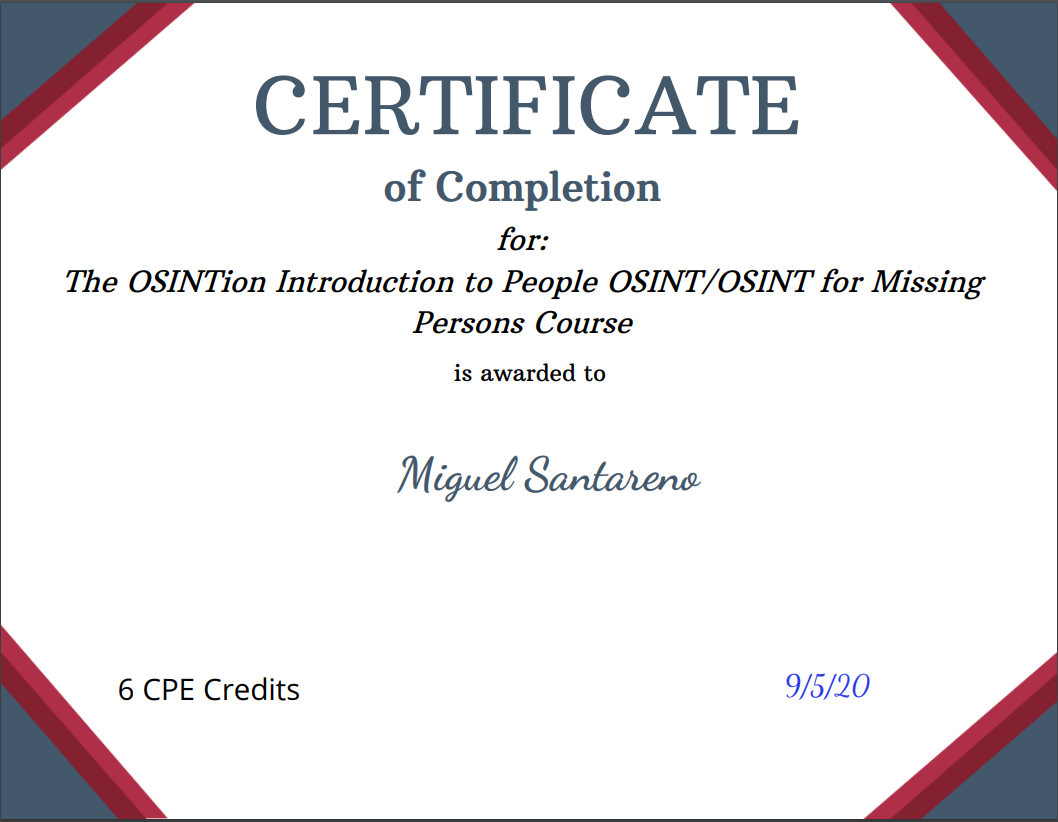 CERTIFICATE
of Completion
for:
The OSINTion Introduction to People OSINT/OSINT for Missing
Persons Course
is awarded to
Miguel Santareno
6 CPE Credits
9/5/20